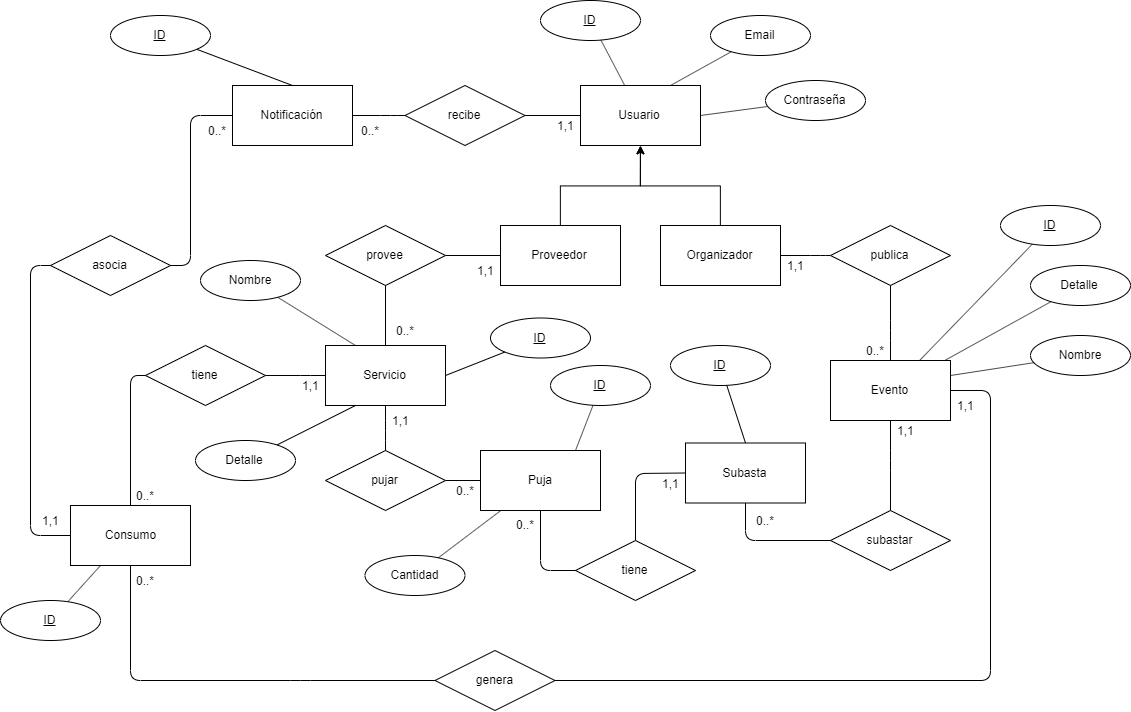 ID
ID
Email
Contraseña
Notificación
recibe
Usuario
0..*
0..*
1,1
asocia
provee
Proveedor
Organizador
publica
ID
1,1
1,1
Nombre
Detalle
0..*
ID
0..*
Nombre
tiene
Servicio
1,1
ID
ID
Evento
1,1
1,1
1,1
Detalle
pujar
0..*
Puja
Subasta
1,1
0..*
1,1
Consumo
0..*
0..*
subastar
0..*
Cantidad
tiene
ID
genera